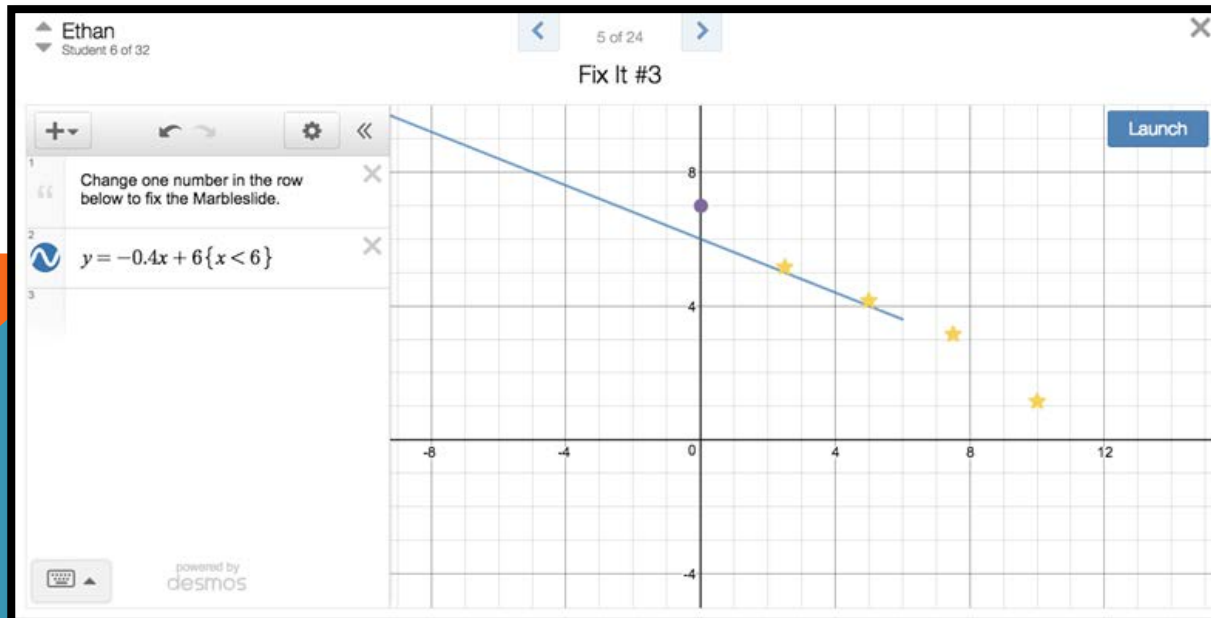 Ethan
Student 6 of 32
5 of 24
Fix It #3
Launch
1
Change one number in the row
below to fix the Marbleslide.
2
y = −0.4x + 6{x < 6}
3
powered by
desmos
8
4
-8
-4
0
4
8
12
-4